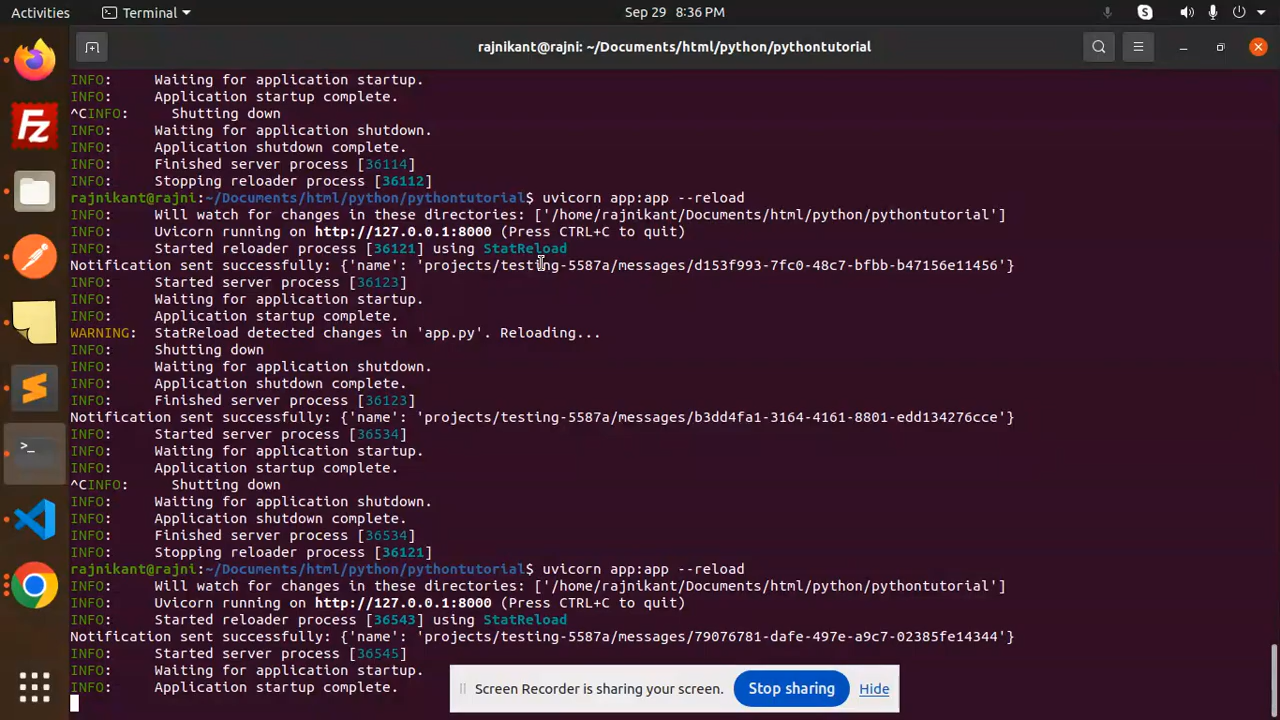 Activities
Terminal
Sep 29 8:36 PM
rajnikant@rajni: ~/Documents/html/python/pythontutorial
INFO: Waiting for application startup.
INFO: Application startup complete.
^CINFO: Shutting down
INFO: Waiting for application shutdown.
INFO: Application shutdown complete.
INFO: Finished server process [36114]
INFO: Stopping reloader process [36112]
rajnikant@rajni:~/Documents/html/python/pythontutorial$ uvicorn app:app --reload
INFO: Will watch for changes in these directories: ['/home/rajnikant/Documents/html/python/pythontutorial']
INFO: Uvicorn running on http://127.0.0.1:8000 (Press CTRL+C to quit)
INFO: Started reloader process [36121] using StatReload
Notification sent successfully: {'name': 'projects/testing-5587a/messages/d153f993-7fc0-48c7-bfbb-b47156e11456'}
INFO: Started server process [36123]
INFO: Waiting for application startup.
INFO: Application startup complete.
WARNING: StatReload detected changes in 'app.py'. Reloading...
INFO: Shutting down
INFO: Waiting for application shutdown.
INFO: Application shutdown complete.
INFO: Finished server process [36123]
Notification sent successfully: {'name': 'projects/testing-5587a/messages/b3dd4fa1-3164-4161-8801-edd134276cce'}
INFO: Started server process [36534]
INFO: Waiting for application startup.
INFO: Application startup complete.
^CINFO: Shutting down
INFO: Waiting for application shutdown.
INFO: Application shutdown complete.
INFO: Finished server process [36534]
INFO: Stopping reloader process [36121]
rajnikant@rajni:~/Documents/html/python/pythontutorial$ uvicorn app:app --reload
INFO: Will watch for changes in these directories: ['/home/rajnikant/Documents/html/python/pythontutorial']
INFO: Uvicorn running on http://127.0.0.1:8000 (Press CTRL+C to quit)
INFO: Started reloader process [36543] using StatReload
Notification sent successfully: {'name': 'projects/testing-5587a/messages/79076781-dafe-497e-a9c7-02385fe14344'}
INFO: Started server process [36545]
INFO: Waiting for application startup.
INFO: Application startup complete.
Screen Recorder is sharing your screen.
Stop sharing
Hide